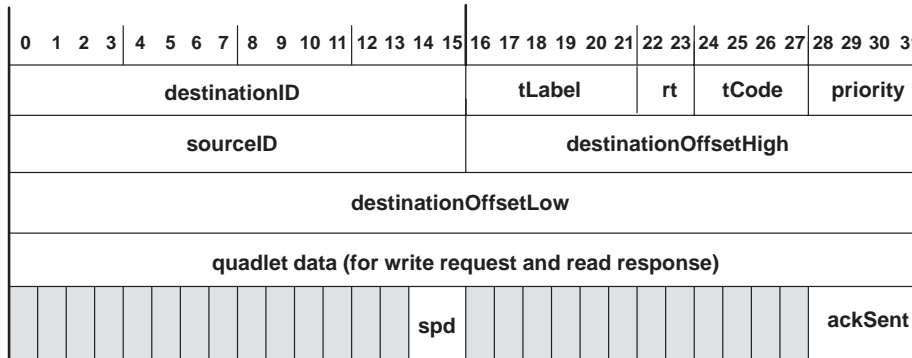 0 1 2 3 4 5 6 7 8 9 10 11 12 13 14 15 16 17 18 19 20 21 22 23 24 25 26 27 28 29 30
destinationID tLabel rt tCode priority
sourceID destinationOffsetHigh
destinationOffsetLow
quadlet data (for write request and read response)
spd ackSent